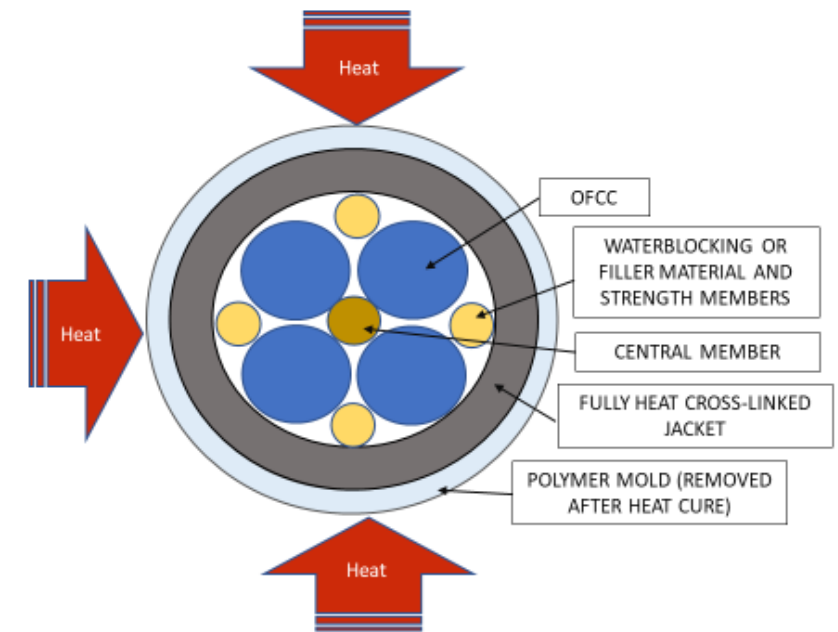 Heat
OFCC
WATERBLOCKING OR
FILLER MATERIAL AND
STRENGTH MEMBERS
Heat
CENTRAL MEMBER
FULLY HEAT CROSS-LINKED
JACKET
POLYMER MOLD (REMOVED
AFTER HEAT CURE)
Heat